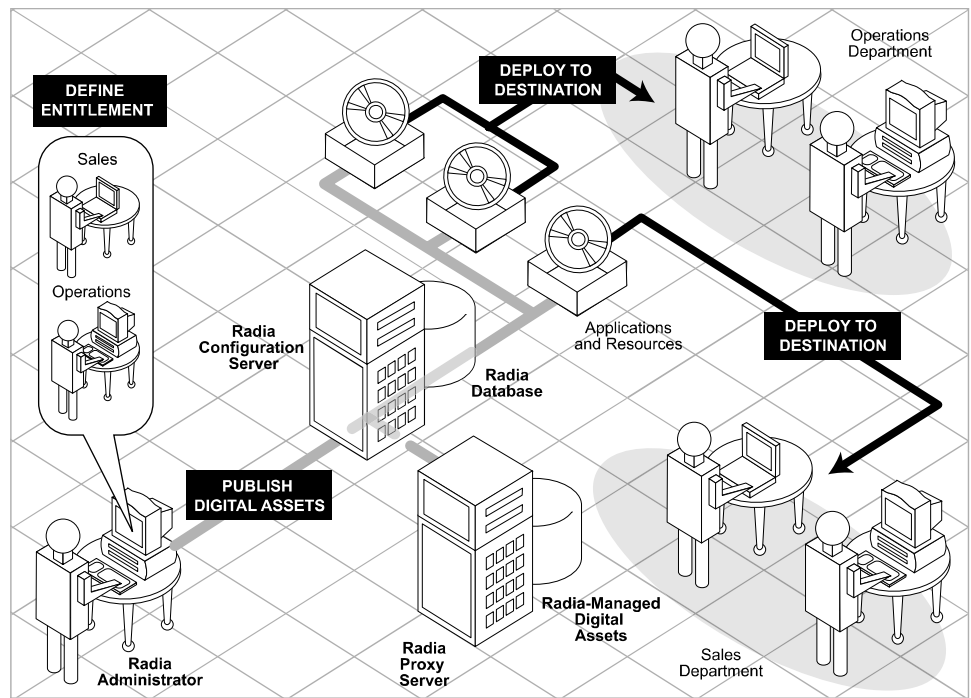 DEFINE
ENTITLEMENT
Sales
Operations
DEPLOY TO
DESTINATION
Operations
Department
Radia
Configuration
Server
Radia
Database
Applications
and Resources
DEPLOY TO
DESTINATION
PUBLISH
DIGITAL ASSETS
Radia
Administrator
Radia
Proxy
Server
Radia-Managed
Digital
Assets
Sales
Department